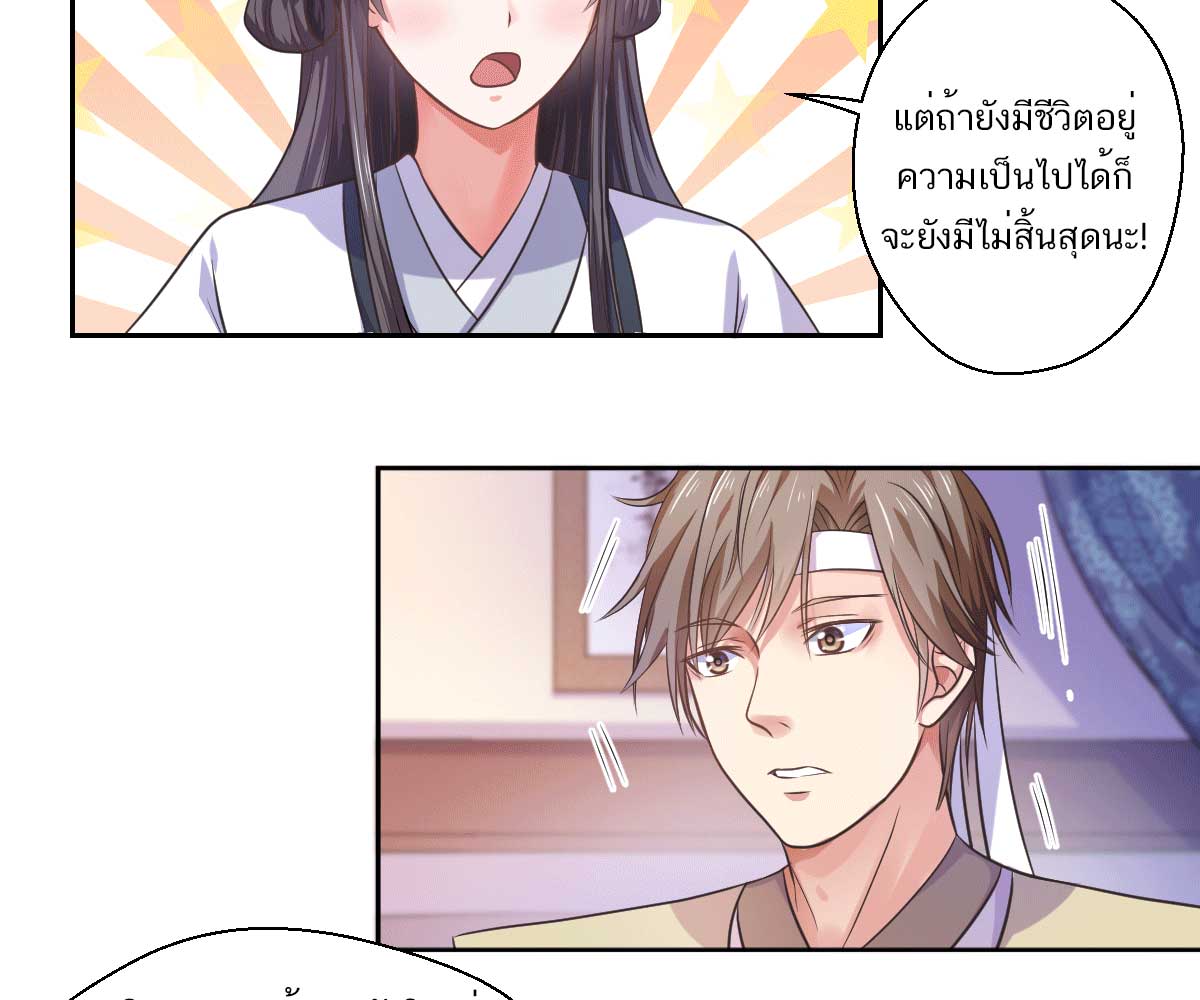 แต่ถ้ายังมีชีวิตอยู่
ความเป็นไปได้ก็
จะยังมีไม่สิ้นสุดนะ!